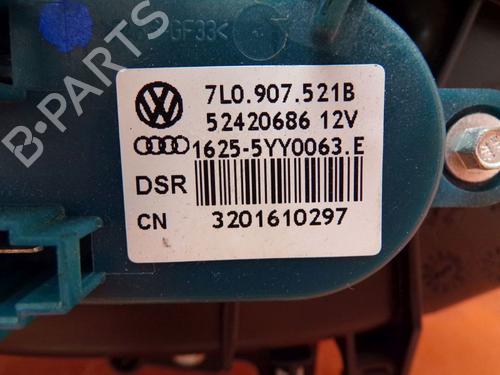 GF33<
7L0.907.521B
52420686 12V
1625-5YY0063.E
DSR
CN 3201610297
B-PARTS